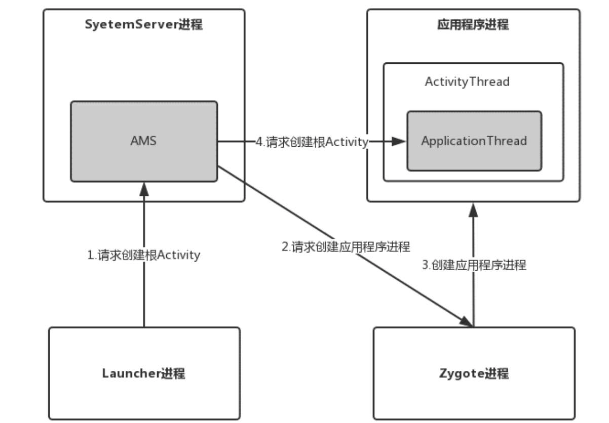 SyetemServer进程
应用程序进程
ActivityThread
AMS
4.请求创建根Activity
ApplicationThread
2.请求创建应用程序进程
1.请求创建根Activity
3.创建应用程序进程
Launcher进程
Zygote进程